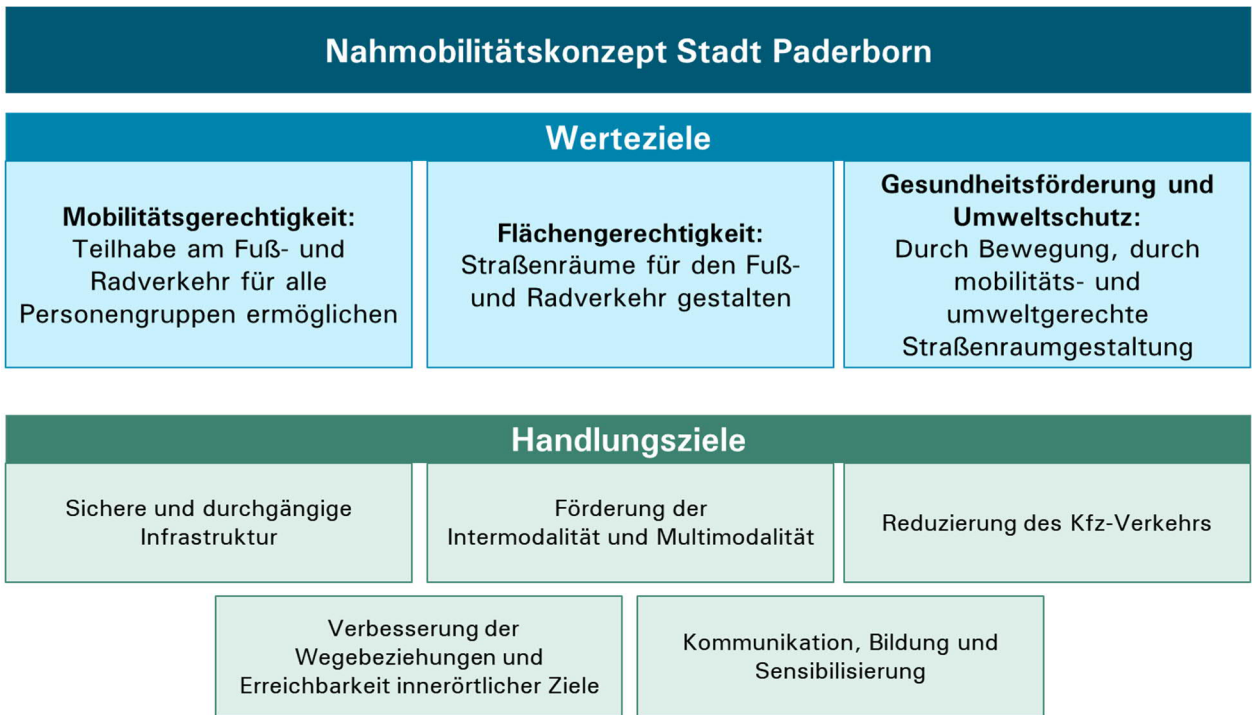 Nahmobilitätskonzept Stadt Paderborn
Werteziele
Mobilitätsgerechtigkeit:
Teilhabe am Fuß- und
Radverkehr für alle
Personengruppen ermöglichen
Flächengerechtigkeit:
Straßenräume für den Fuß-
und Radverkehr gestalten
Gesundheitsförderung und
Umweltschutz:
Durch Bewegung, durch
mobilitäts- und
umweltgerechte
Straßenraumgestaltung
Handlungsziele
Sichere und durchgängige
Infrastruktur
Förderung der
Intermodalität und Multimodalität
Reduzierung des Kfz-Verkehrs
Verbesserung der
Wegebeziehungen und
Erreichbarkeit innerörtlicher Ziele
Kommunikation, Bildung und
Sensibilisierung